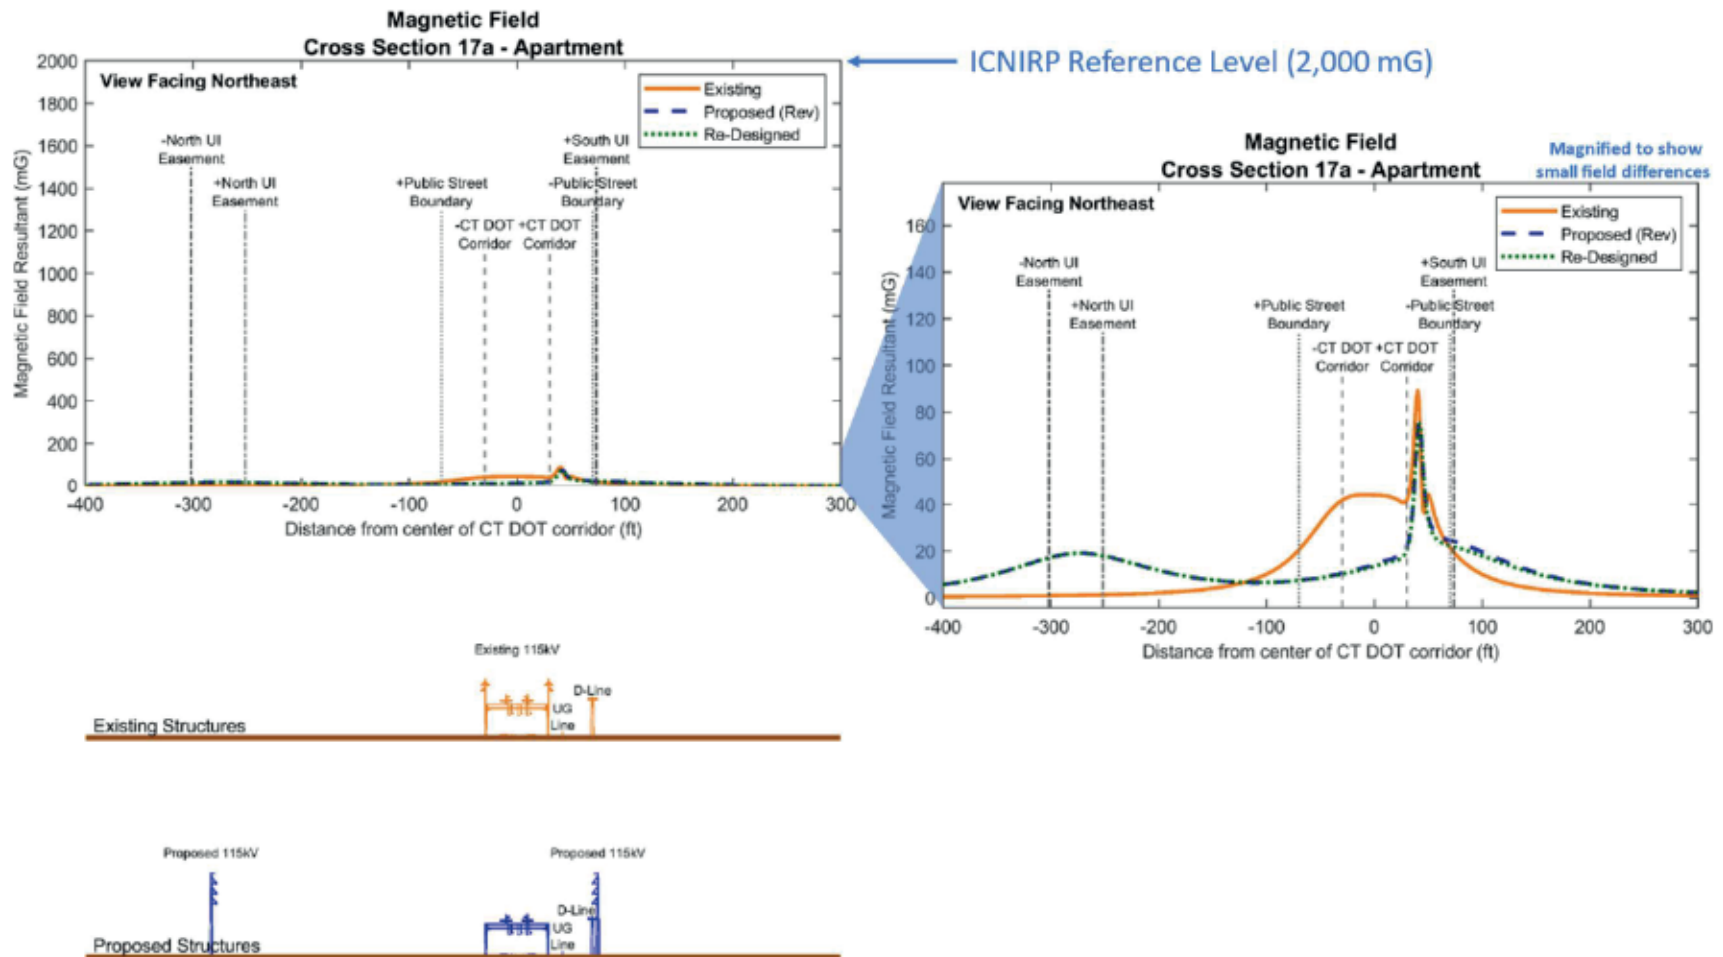 Magnetic Field
Cross Section 17a - Apartment
ICNIRP Reference Level (2,000 mG)
View Facing Northeast
Existing
Proposed (Rev)
Re-Designed
-North UI
Easement
+North UI
Easement
+Public Street
Boundary
-CT DOT
Corridor
+CT DOT
Corridor
+South UI
Easement
-Public Street
Boundary
Magnetic Field Resultant (mG)
2000
1800
1600
1400
1200
1000
800
600
400
200
0
-400
-300
-200
-100
0
100
200
300
Distance from center of CT DOT corridor (ft)
Magnetic Field
Cross Section 17a - Apartment
Magnified to show
small field differences
View Facing Northeast
Existing
Proposed (Rev)
Re-Designed
-North UI
Easement
+North UI
Easement
+Public Street
Boundary
-CT DOT
Corridor
+CT DOT
Corridor
+South UI
Easement
-Public Street
Boundary
Magnetic Field Resultant (mG)
160
140
120
100
80
60
40
20
0
-400
-300
-200
-100
0
100
200
300
Distance from center of CT DOT corridor (ft)
Existing 115kV
D-Line
UG
Line
Existing Structures
Proposed 115kV
Proposed 115kV
D-Line
UG
Line
Proposed Structures